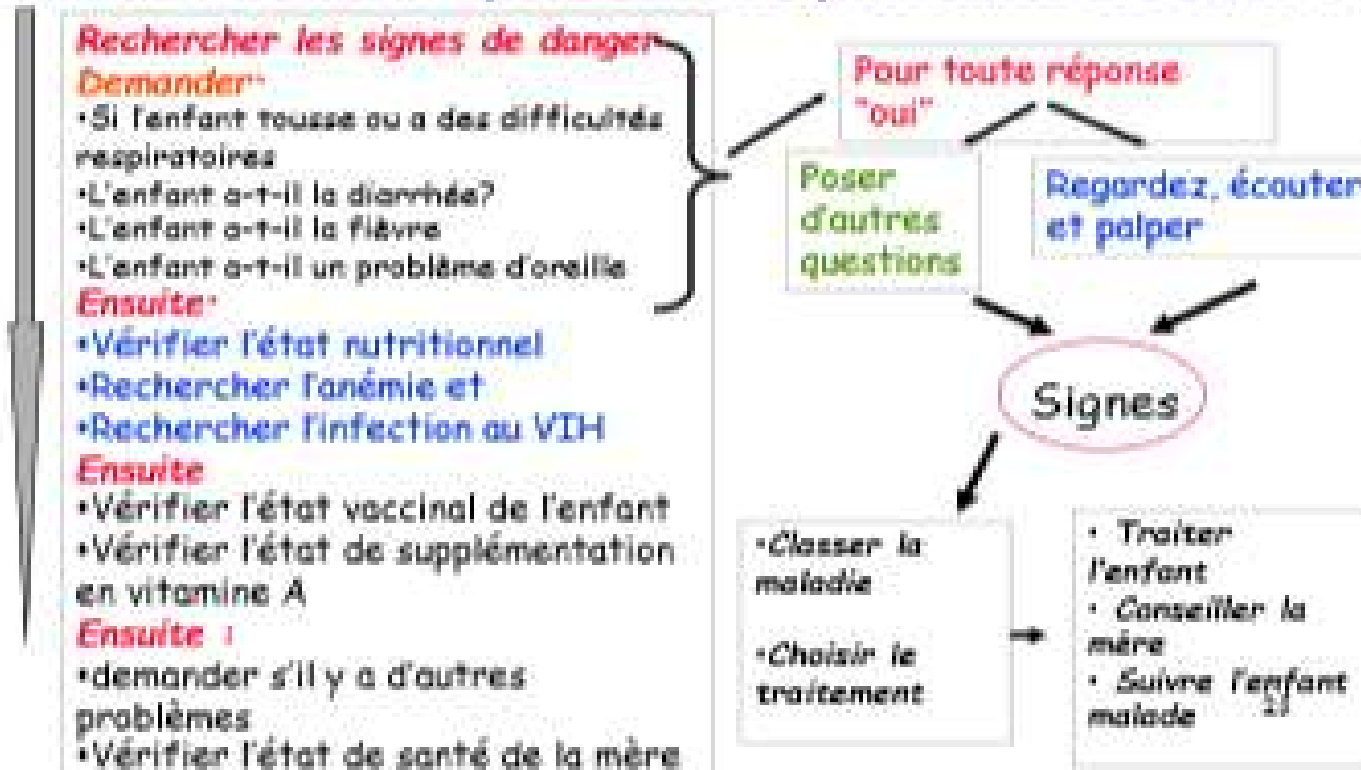 Rechercher les signes de danger
Demander:
•Si l'enfant tousse ou a des difficultés
respiratoires
•L'enfant a-t-il la diarrhée?
•L'enfant a-t-il la fièvre
•L'enfant a-t-il un problème d'oreille
Ensuite:
•Vérifier l'état nutritionnel
•Rechercher l'anémie et
•Rechercher l'infection au VIH
Ensuite
•Vérifier l'état vaccinal de l'enfant
•Vérifier l'état de supplémentation
en vitamine A
Ensuite :
•demander s'il y a d'autres
problèmes
•Vérifier l'état de santé de la mère
Pour toute réponse
"oui"
Poser
d'autres
questions
Regardez, écouter
et palper
Signes
•Classer la
maladie
•Choisir le
traitement
• Traiter
l'enfant
• Conseiller la
mère
• Suivre l'enfant
malade